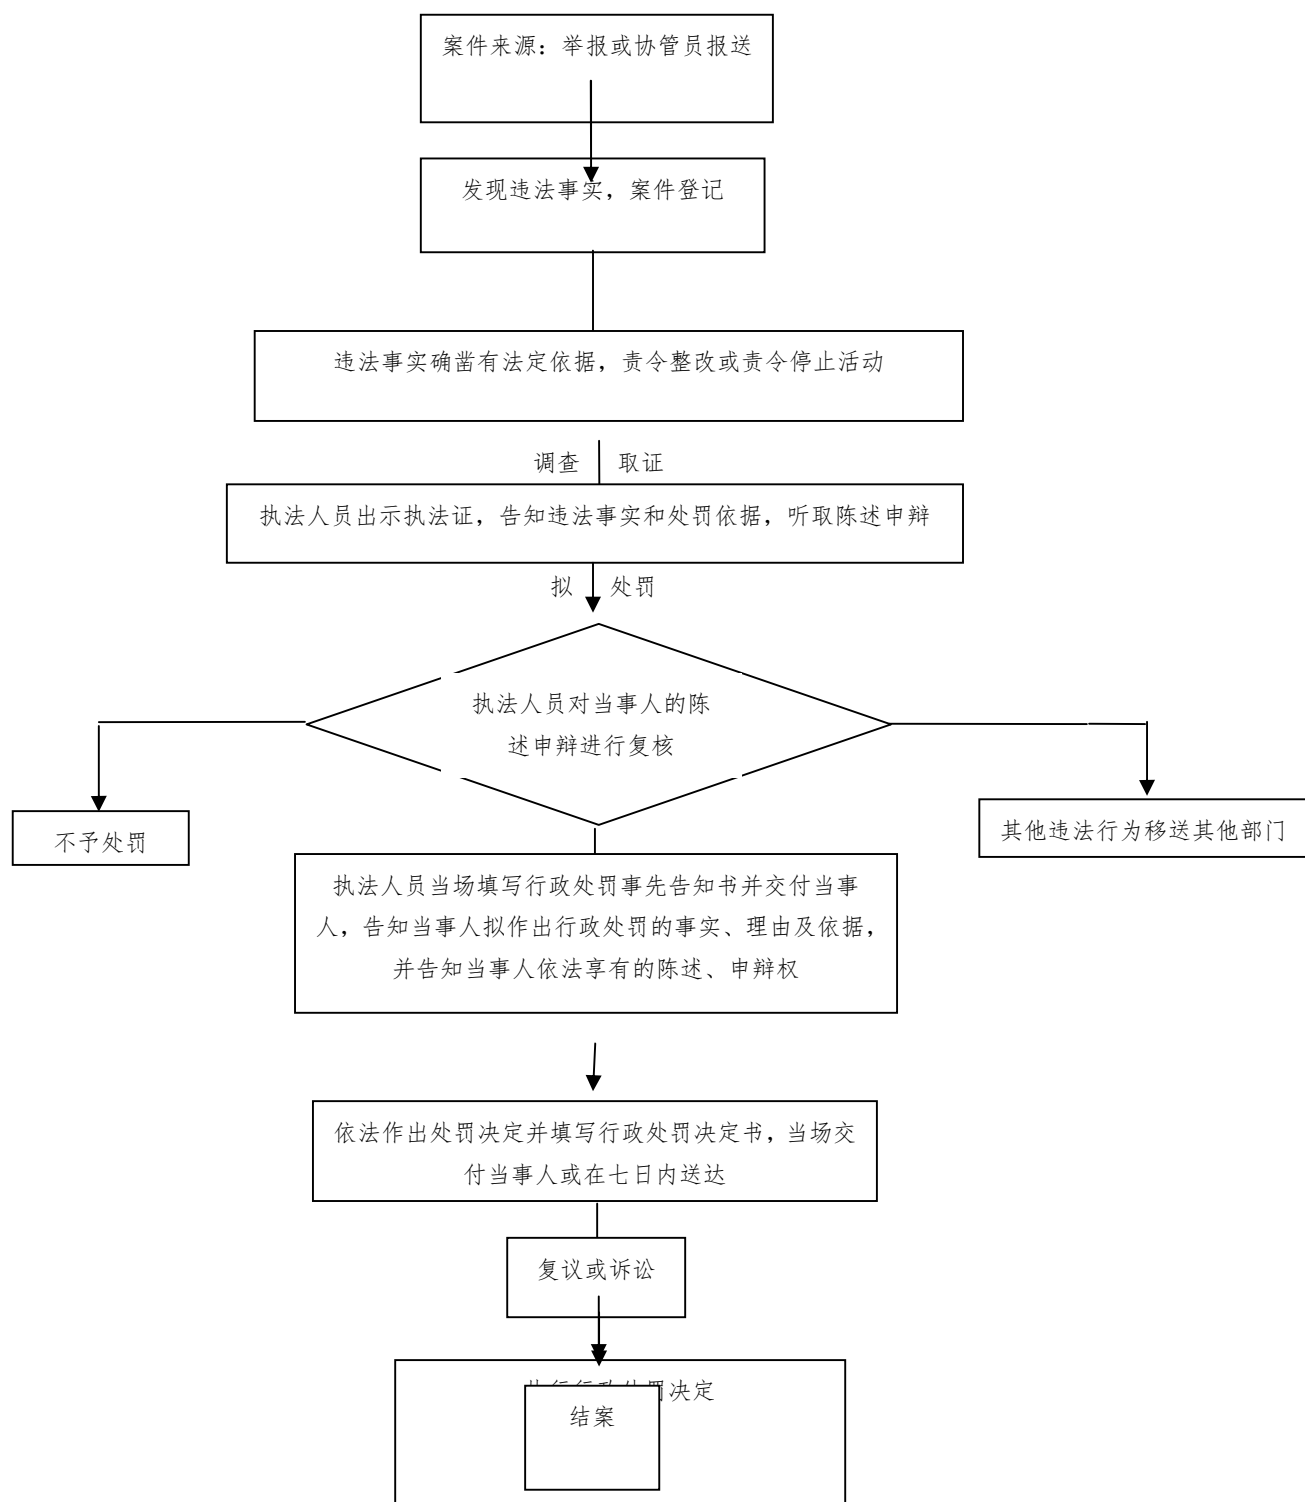 案件来源：举报或协管员报送
发现违法事实，案件登记
违法事实确凿有法定依据，责令整改或责令停止活动
调查 取证
执法人员出示执法证，告知违法事实和处罚依据，听取陈述申辩
拟 处罚
执法人员对当事人的陈
述申辩进行复核
不予处罚
其他违法行为移送其他部门
执法人员当场填写行政处罚事先告知书并交付当事
人，告知当事人拟作出行政处罚的事实、理由及依据，
并告知当事人依法享有的陈述、申辩权
依法作出处罚决定并填写行政处罚决定书，当场交
付当事人或在七日内送达
复议或诉讼
决定
结案